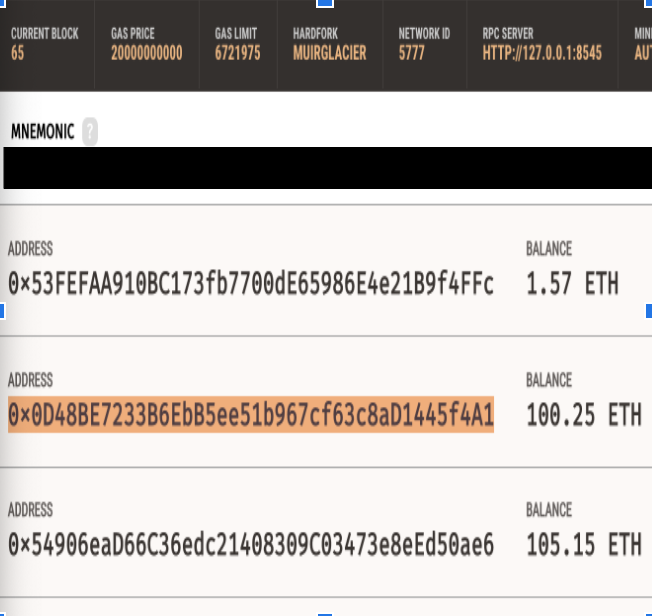 CURRENT BLOCK GAS PRICE GAS LIMIT HARDFORK NETWORK ID RPC SERVER
65 20000000000 6721975 MUIRGLACIER 5777 HTTP://127.0.0.1:8545
MNEMONIC ?
ADDRESS BALANCE
0×53FEFAA910BC173fb7700dE65986E4e21B9f4FFc 1.57 ETH
ADDRESS BALANCE
0×0D48BE7233B6EbB5ee51b967cf63c8aD1445f4A1 100.25 ETH
ADDRESS BALANCE
0×54906eaD66C36edc21408309C03473e8eEd50ae6 105.15 ETH